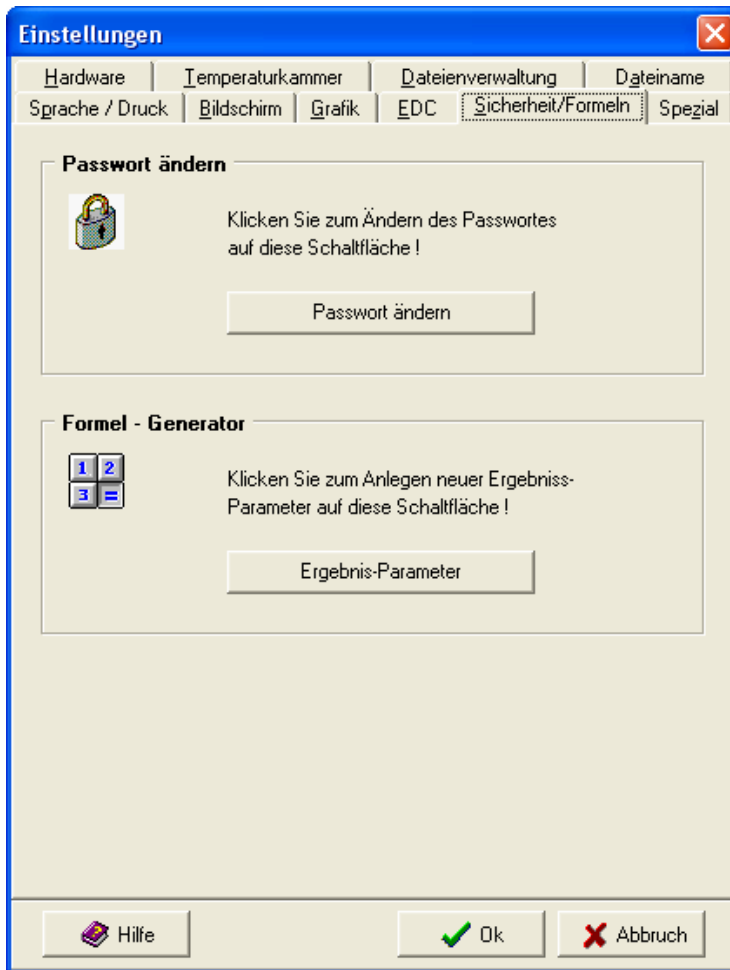 Einstellungen
Hardware Temperaturkammer Dateienverwaltung Dateiname
Sprache / Druck Bildschirm Grafik EDC Sicherheit/Formeln Spezial
Passwort ändern
Klicken Sie zum Ändern des Passwortes
auf diese Schaltfläche !
Passwort ändern
Formel - Generator
1 2
3 =
Klicken Sie zum Anlegen neuer Ergebniss-
Parameter auf diese Schaltfläche !
Ergebnis-Parameter
Hilfe Ok Abbruch